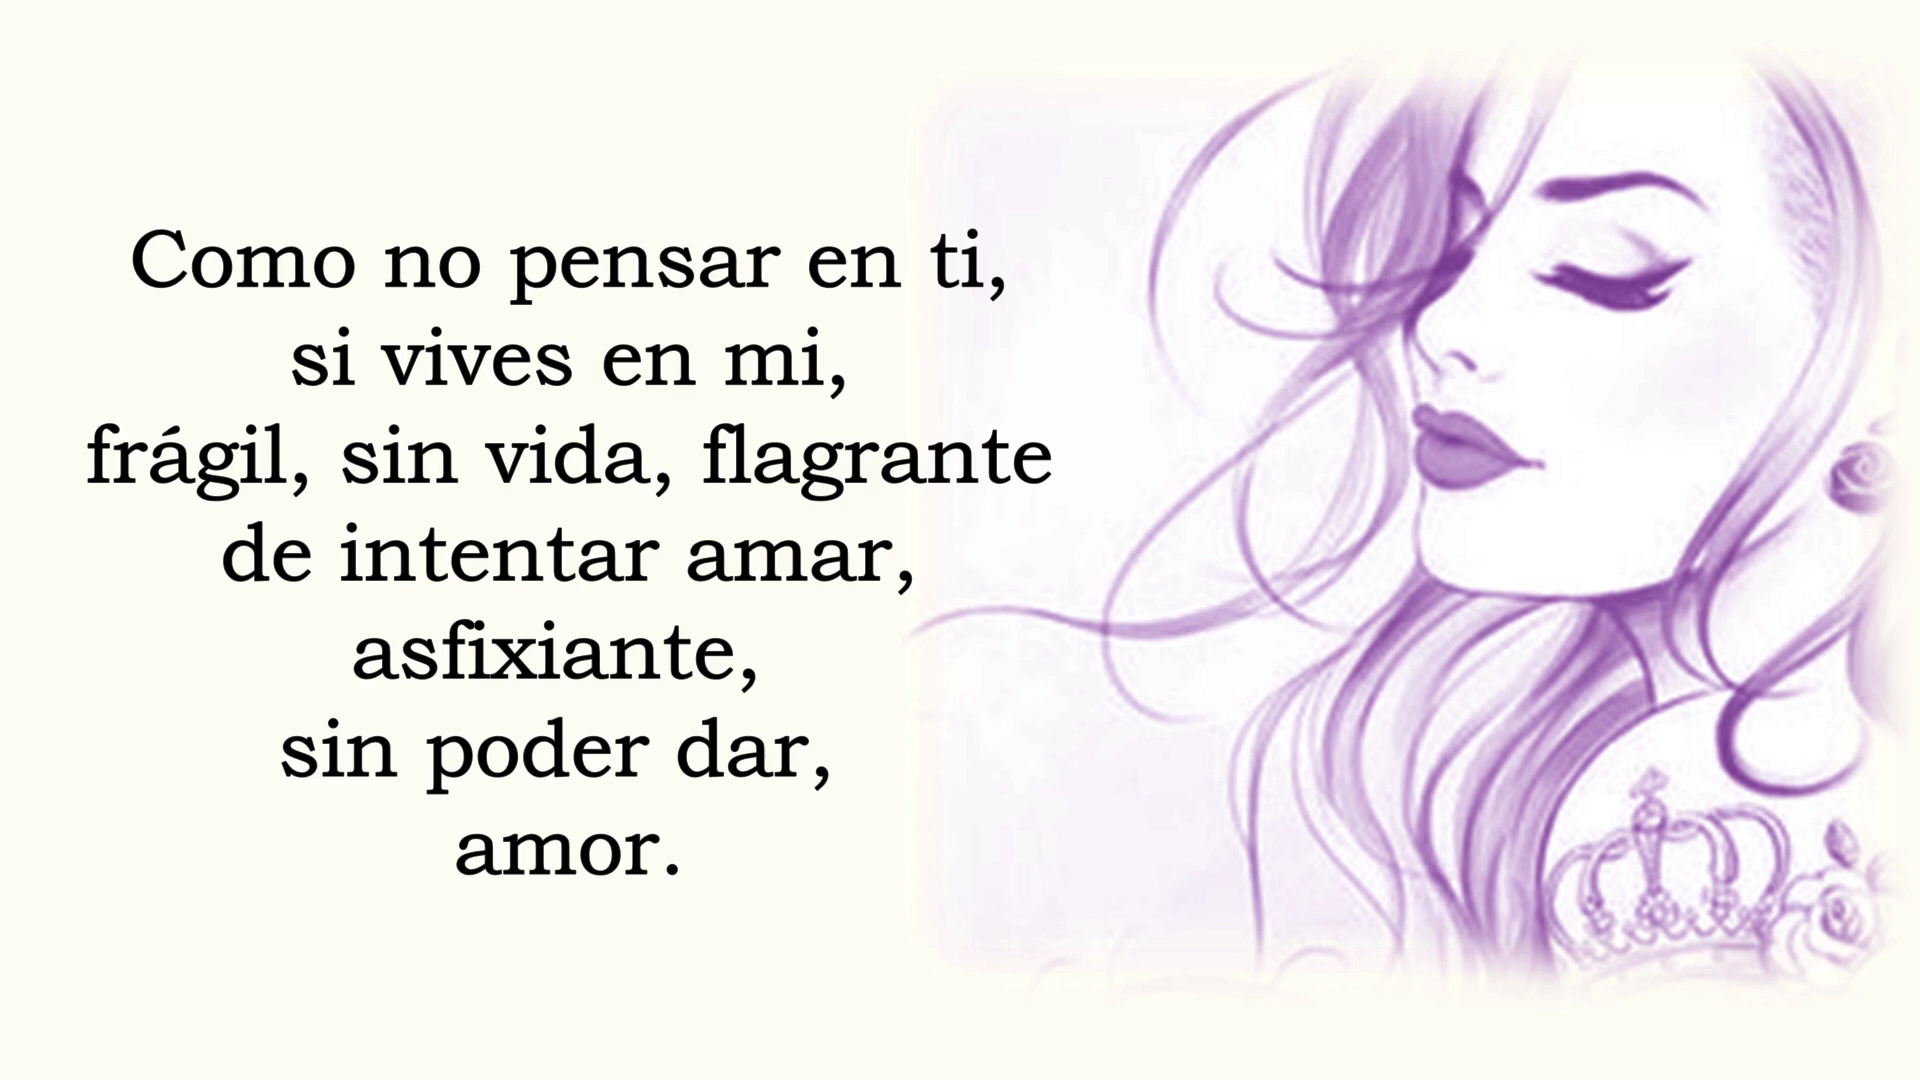 Como no pensar en ti,
si vives en mi,
frágil, sin vida, flagrante
de intentar amar,
asfixiante,
sin poder dar,
amor.